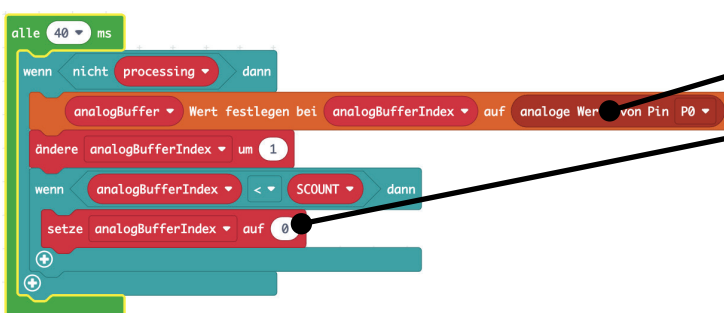 alle 40 ms
wenn nicht processing dann
analogBuffer Wert festlegen bei analogBufferIndex auf analoge Wer von Pin P0
ändere analogBufferIndex um 1
wenn analogBufferIndex < SCOUNT dann
setze analogBufferIndex auf 0